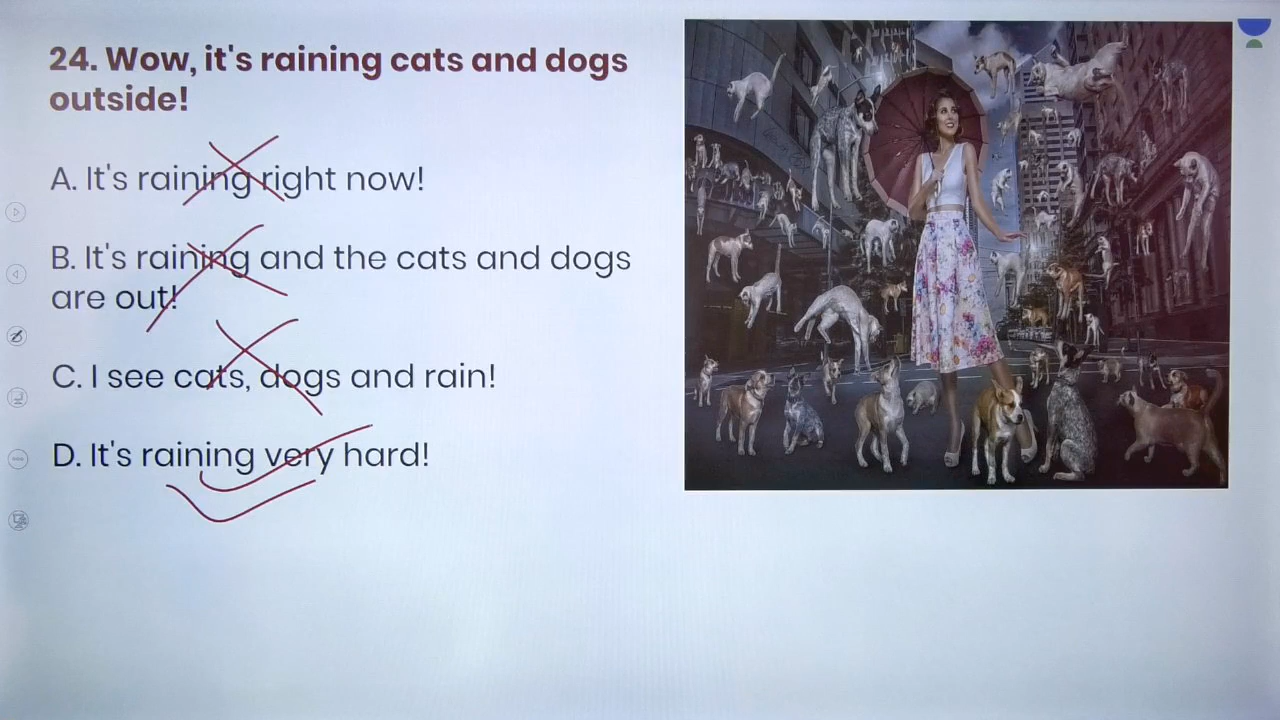 24. Wow, it's raining cats and dogs
outside!
A. It's raining right now!
B. It's raining and the cats and dogs
are out!
C. I see cats, dogs and rain!
D. It's raining very hard!